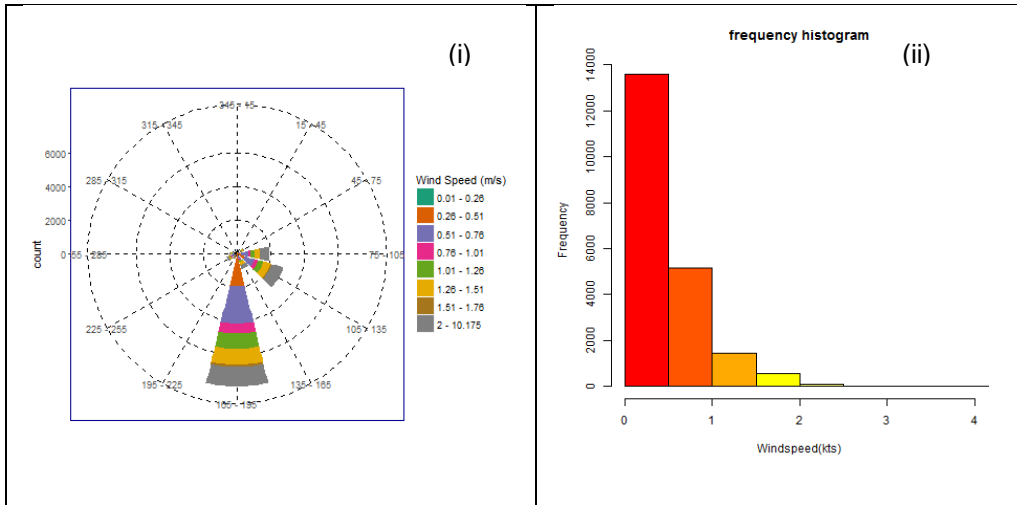 (i)
345 - 15
315 - 345
15 - 45
285 - 315
45 - 75
255 - 285
75 - 105
225 - 255
105 - 135
195 - 225
135 - 165
165 - 195
6000
4000
2000
0
count
Wind Speed (m/s)
0.01 - 0.26
0.26 - 0.51
0.51 - 0.76
0.76 - 1.01
1.01 - 1.26
1.26 - 1.51
1.51 - 1.76
2 - 10.175
frequency histogram
(ii)
14000
12000
10000
8000
6000
4000
2000
0
Frequency
0 1 2 3 4
Windspeed(kts)